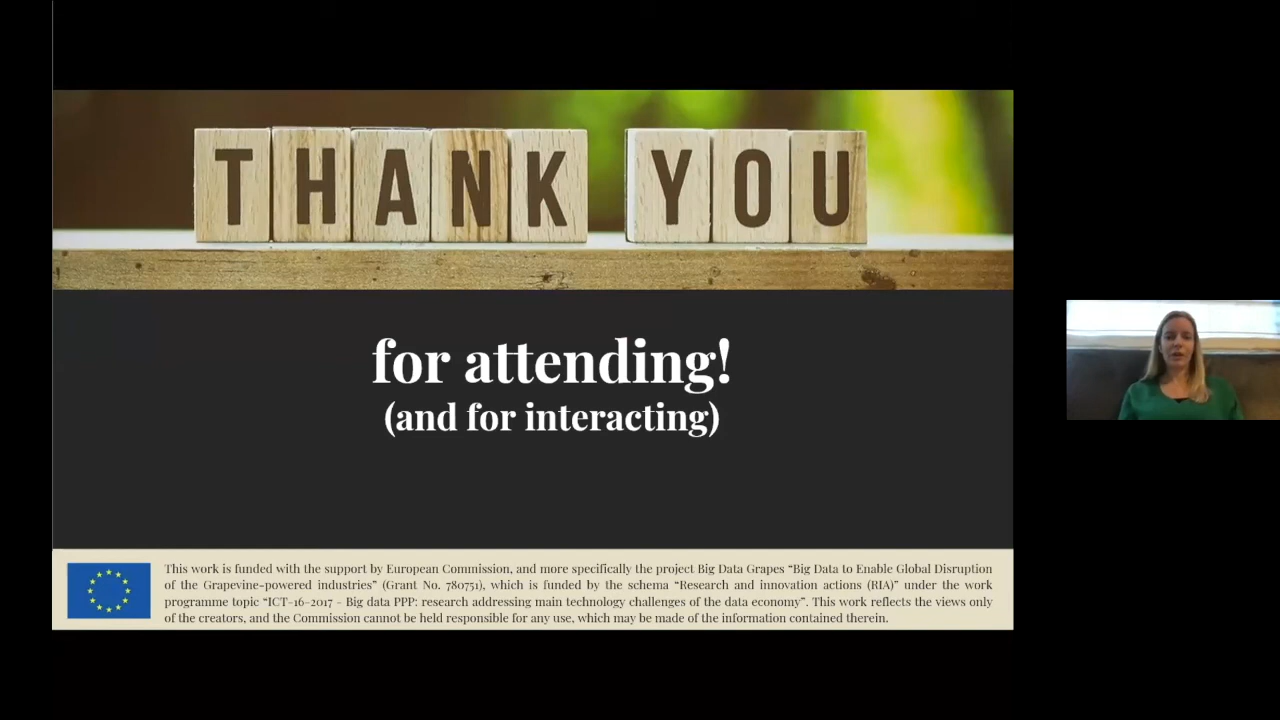 THANK YOU
for attending!
(and for interacting)
This work is funded with the support by European Commission, and more specifically the project Big Data Grapes “Big Data to Enable Global Disruption
of the Grapevine-powered industries” (Grant No. 780751), which is funded by the schema “Research and innovation actions (RIA)” under the work
programme topic “ICT-16-2017 - Big data PPP: research addressing main technology challenges of the data economy”. This work reflects the views only
of the creators, and the Commission cannot be held responsible for any use, which may be made of the information contained therein.